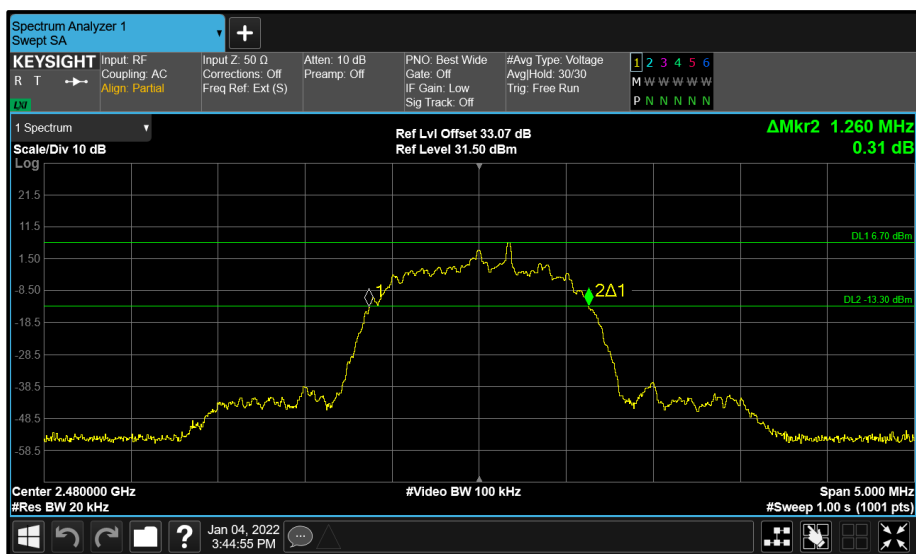 Spectrum Analyzer 1
Swept SA
+
KEYSIGHT
R T
LXI
Input: RF
Coupling: AC
Align: Partial
Input Z: 50 Ω
Corrections: Off
Freq Ref: Ext (S)
Atten: 10 dB
Preamp: Off
PNO: Best Wide
Gate: Off
IF Gain: Low
Sig Track: Off
#Avg Type: Voltage
Avg|Hold: 30/30
Trig: Free Run
1 2 3 4 5 6
M W W W W W
P N N N N N
1 Spectrum
Scale/Div 10 dB
Log
Ref Lvl Offset 33.07 dB
Ref Level 31.50 dBm
ΔMkr2 1.260 MHz
0.31 dB
21.5
11.5
DL1 6.70 dBm
1.50
-8.50
1
2Δ1
DL2 -13.30 dBm
-18.5
-28.5
-38.5
-48.5
-58.5
Center 2.480000 GHz
#Video BW 100 kHz
Span 5.000 MHz
#Res BW 20 kHz
#Sweep 1.00 s (1001 pts)
?
Jan 04, 2022
3:44:55 PM